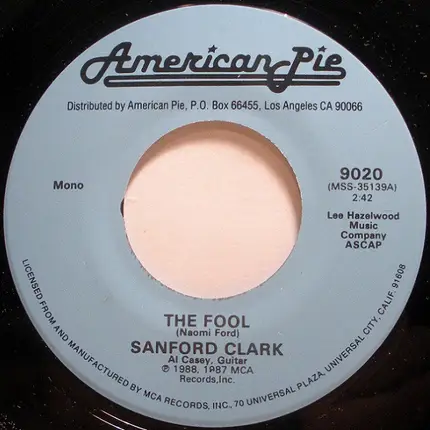 American Pie
Distributed by American Pie, P.O. Box 66455, Los Angeles CA 90066
Mono
9020
(MSS-35139A)
2:42
Lee Hazelwood
Music
Company
ASCAP
THE FOOL
(Naomi Ford)
SANFORD CLARK
Al Casey, Guitar
℗ 1988, 1987 MCA
Records,Inc.
LICENSED FROM AND MANUFACTURED BY MCA RECORDS, INC., 70 UNIVERSAL PLAZA, UNIVERSAL CITY, CALIF. 91608